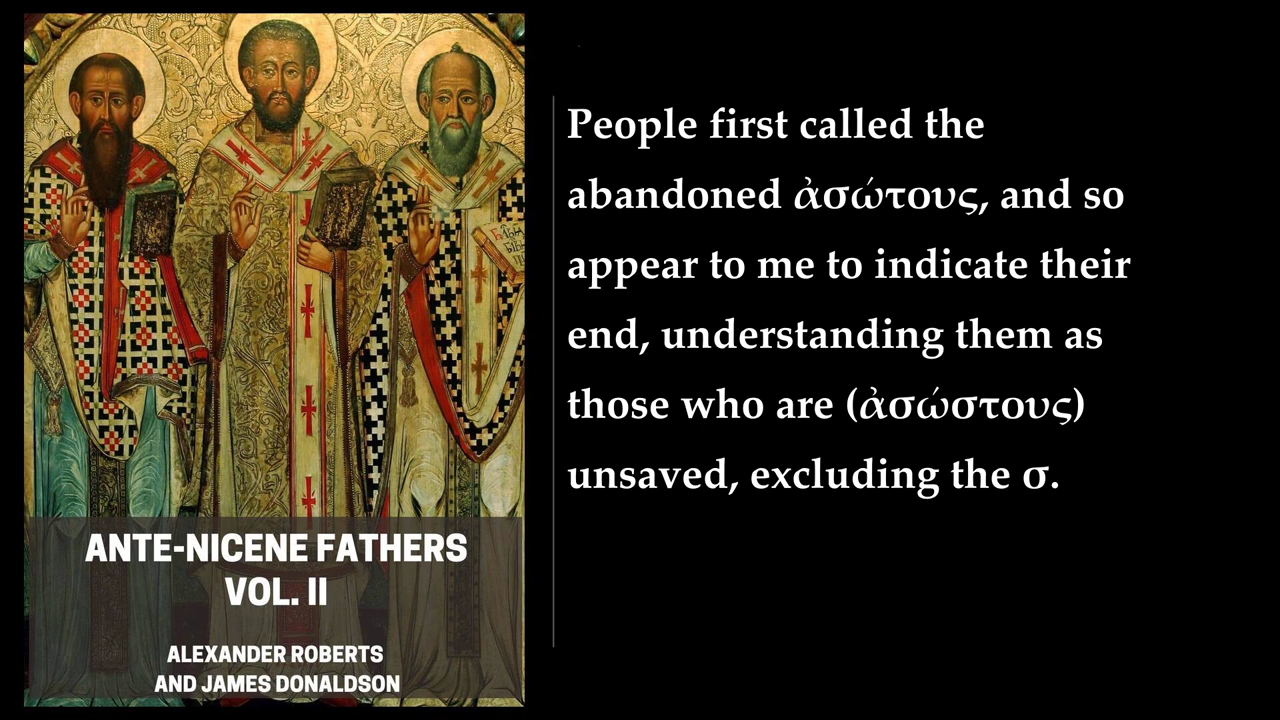 People first called the
abandoned ἀσώτους, and so
appear to me to indicate their
end, understanding them as
those who are (ἀσώστους)
unsaved, excluding the σ.
ANTE-NICENE FATHERS
VOL. II
ALEXANDER ROBERTS
AND JAMES DONALDSON